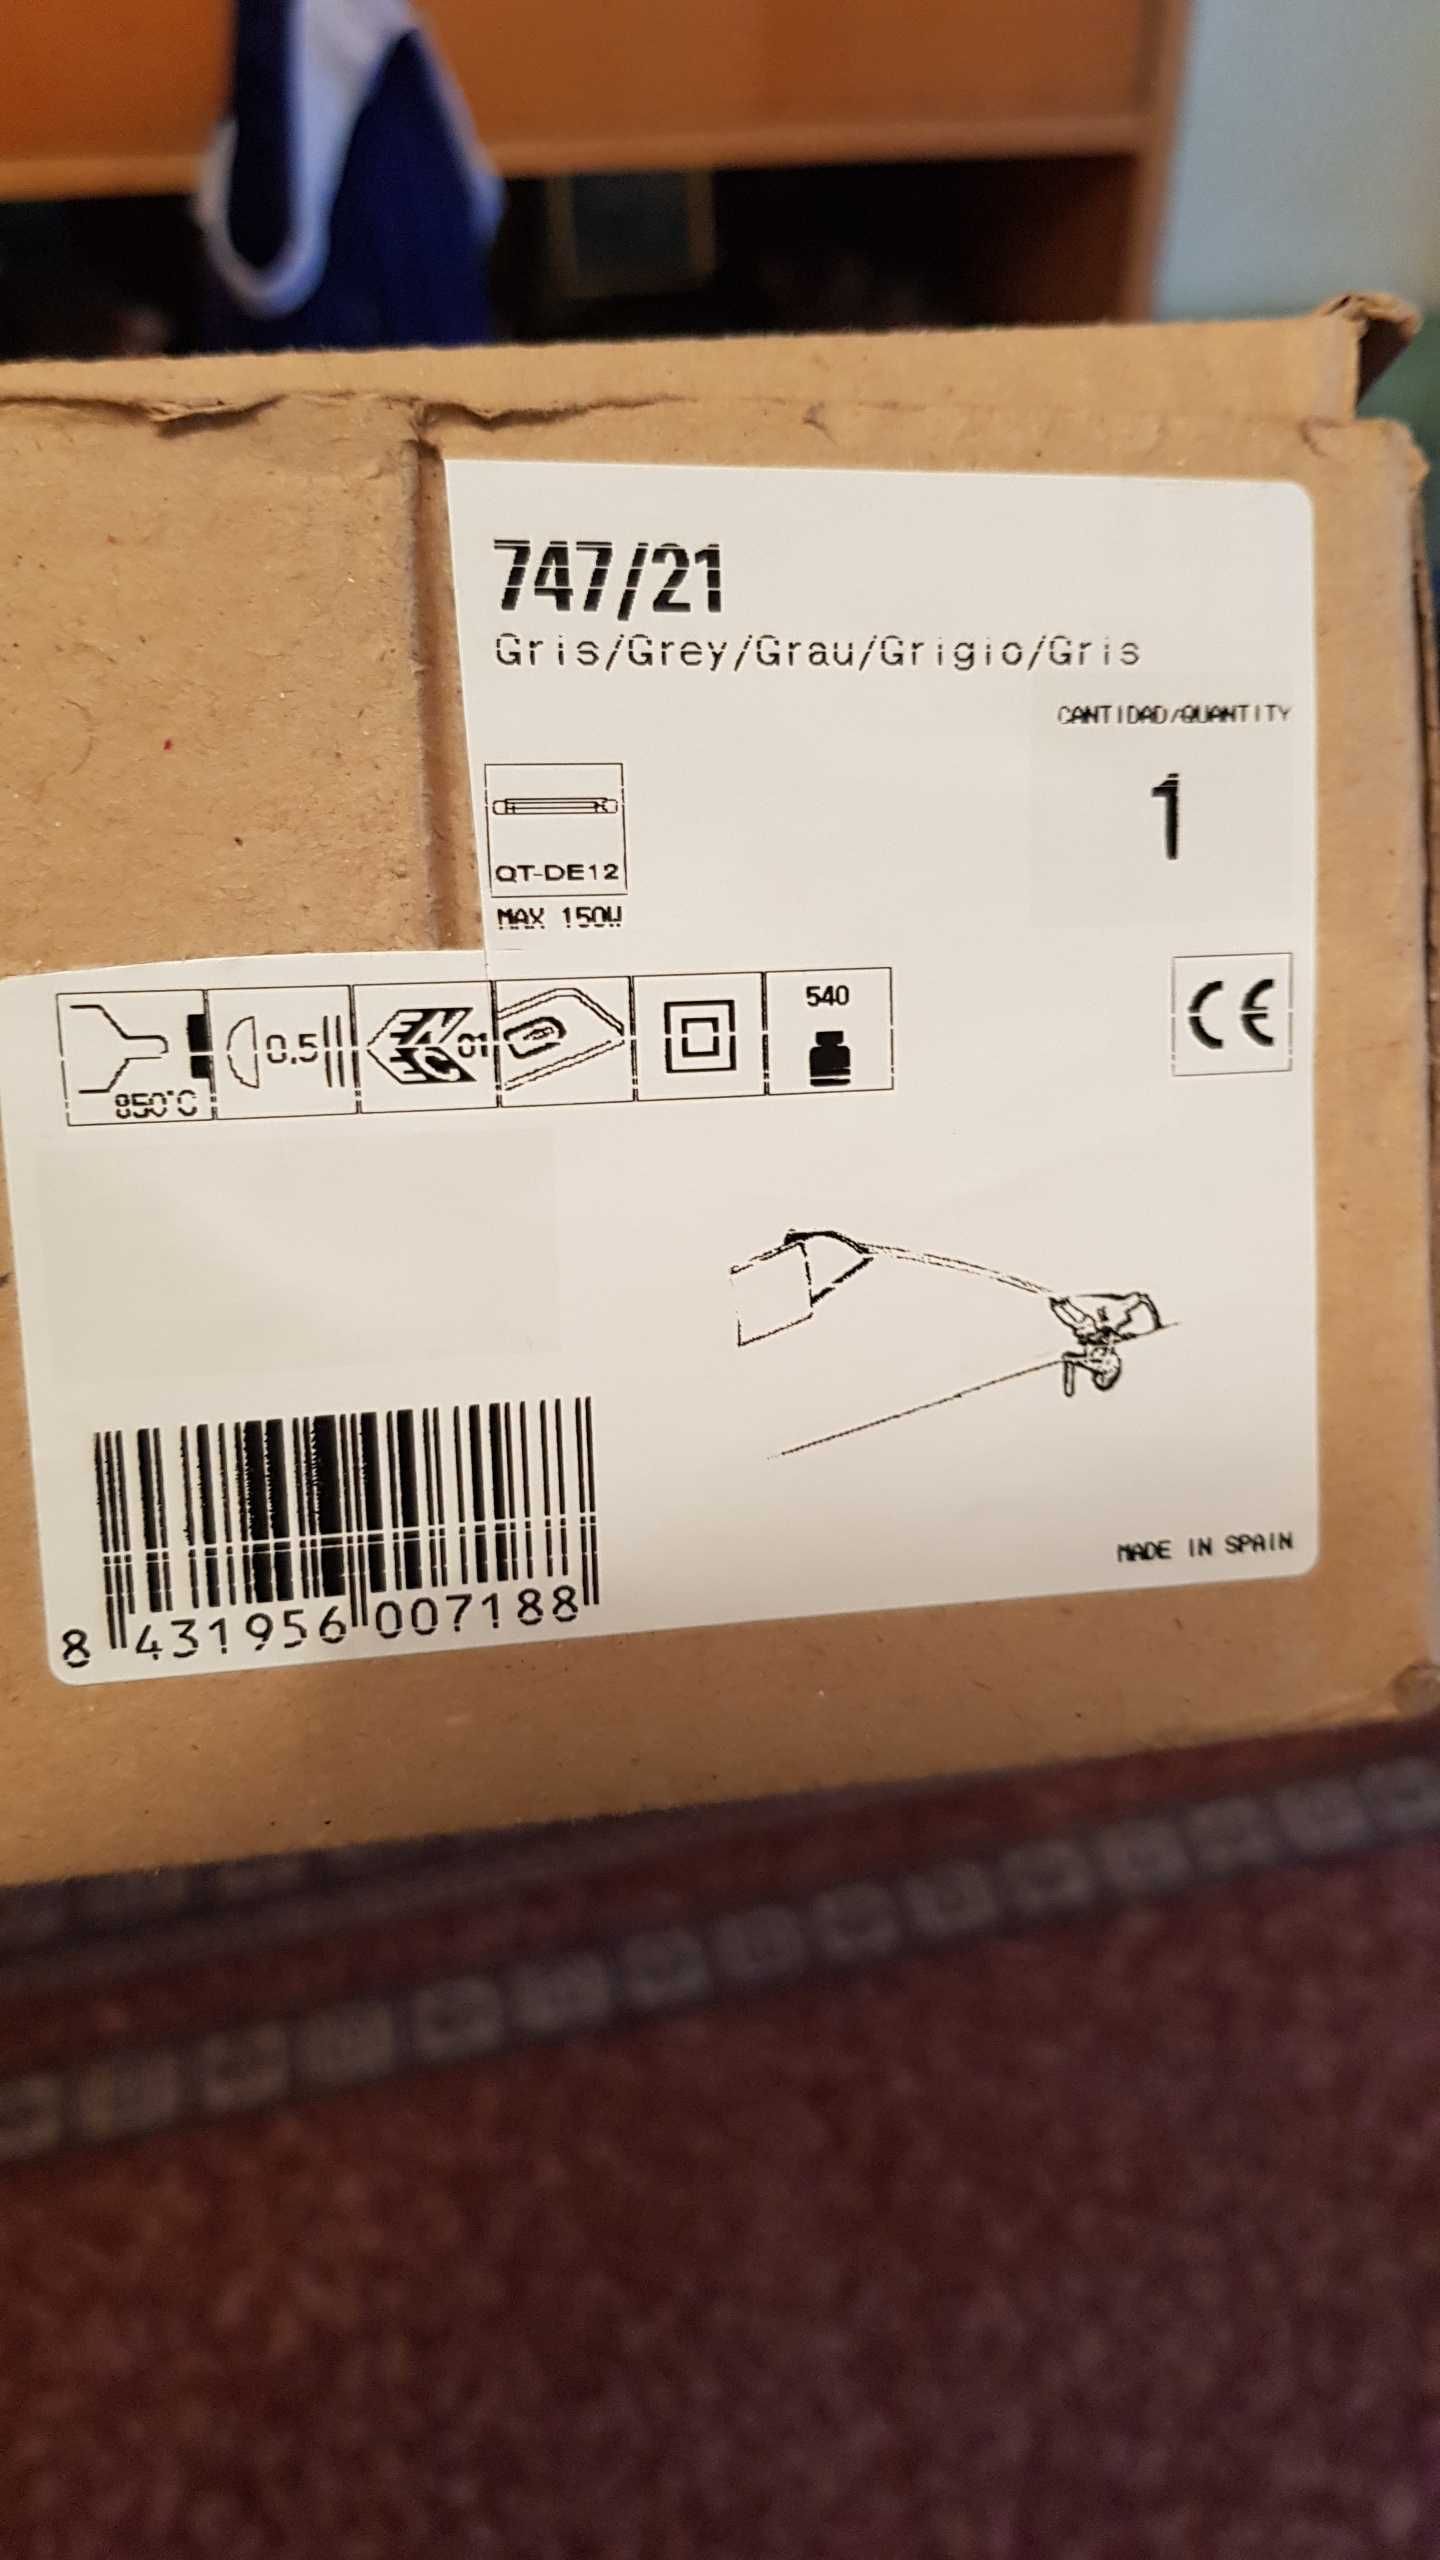 747/21
Gris/Grey/Grau/Grigio/Gris
CANTIDAD/QUANTITY
1
QT-DE12
MAX 150W
850°C
0,5
ENEC
01
540
CE
8 431956 007188
MADE IN SPAIN